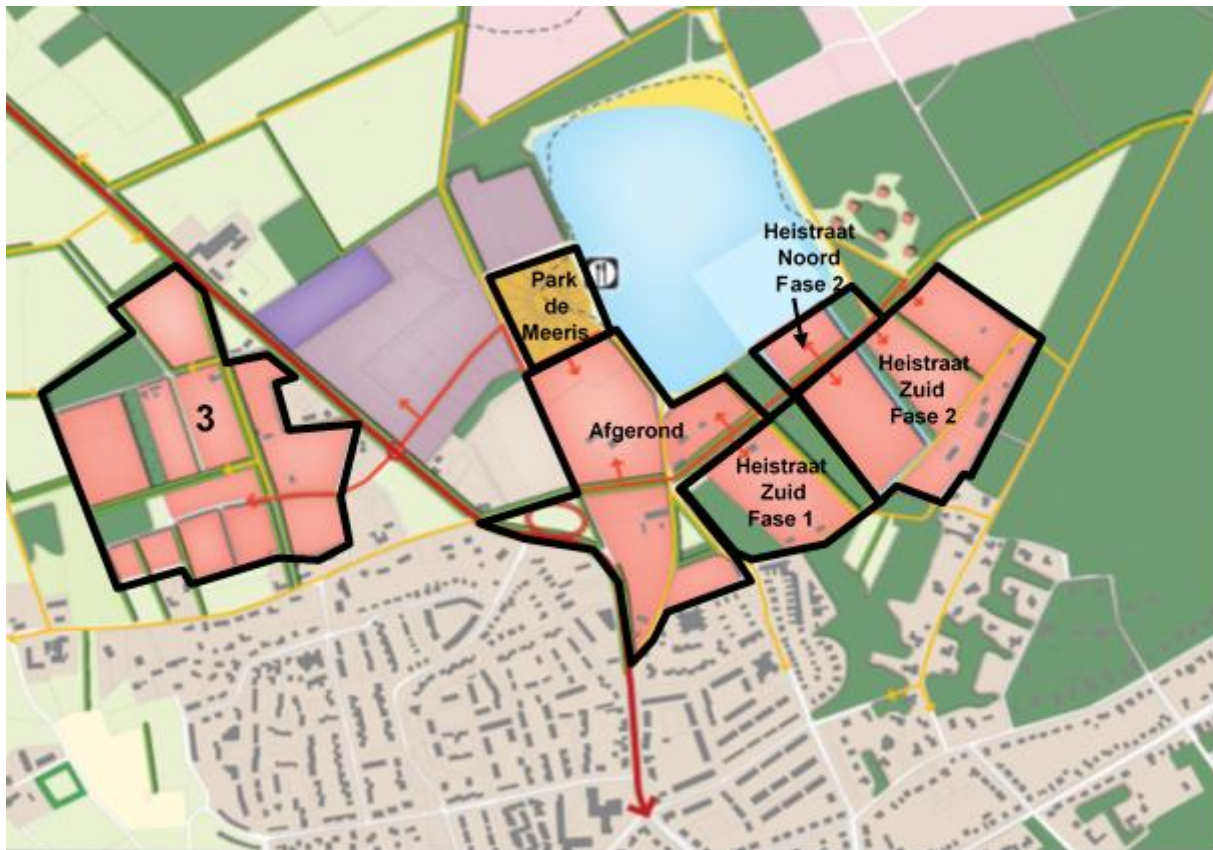 Heistraat
Noord
Fase 2
Park
de
Meeris
Heistraat
Zuid
Fase 2
3
Afgerond
Heistraat
Zuid
Fase 1